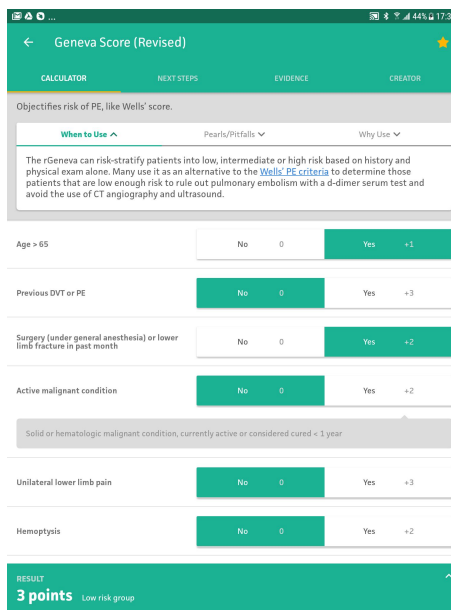 ... 44% 17:3
Geneva Score (Revised)
CALCULATOR NEXT STEPS EVIDENCE CREATOR
Objectifies risk of PE, like Wells' score.
When to Use Pearls/Pitfalls Why Use
The rGeneva can risk-stratify patients into low, intermediate or high risk based on history and
physical exam alone. Many use it as an alternative to the Wells' PE criteria to determine those
patients that are low enough risk to rule out pulmonary embolism with a d-dimer serum test and
avoid the use of CT angiography and ultrasound.
Age > 65 No 0 Yes +1
Previous DVT or PE No 0 Yes +3
Surgery (under general anesthesia) or lower
limb fracture in past month No 0 Yes +2
Active malignant condition No 0 Yes +2
Solid or hematologic malignant condition, currently active or considered cured < 1 year
Unilateral lower limb pain No 0 Yes +3
Hemoptysis No 0 Yes +2
RESULT
3 points Low risk group